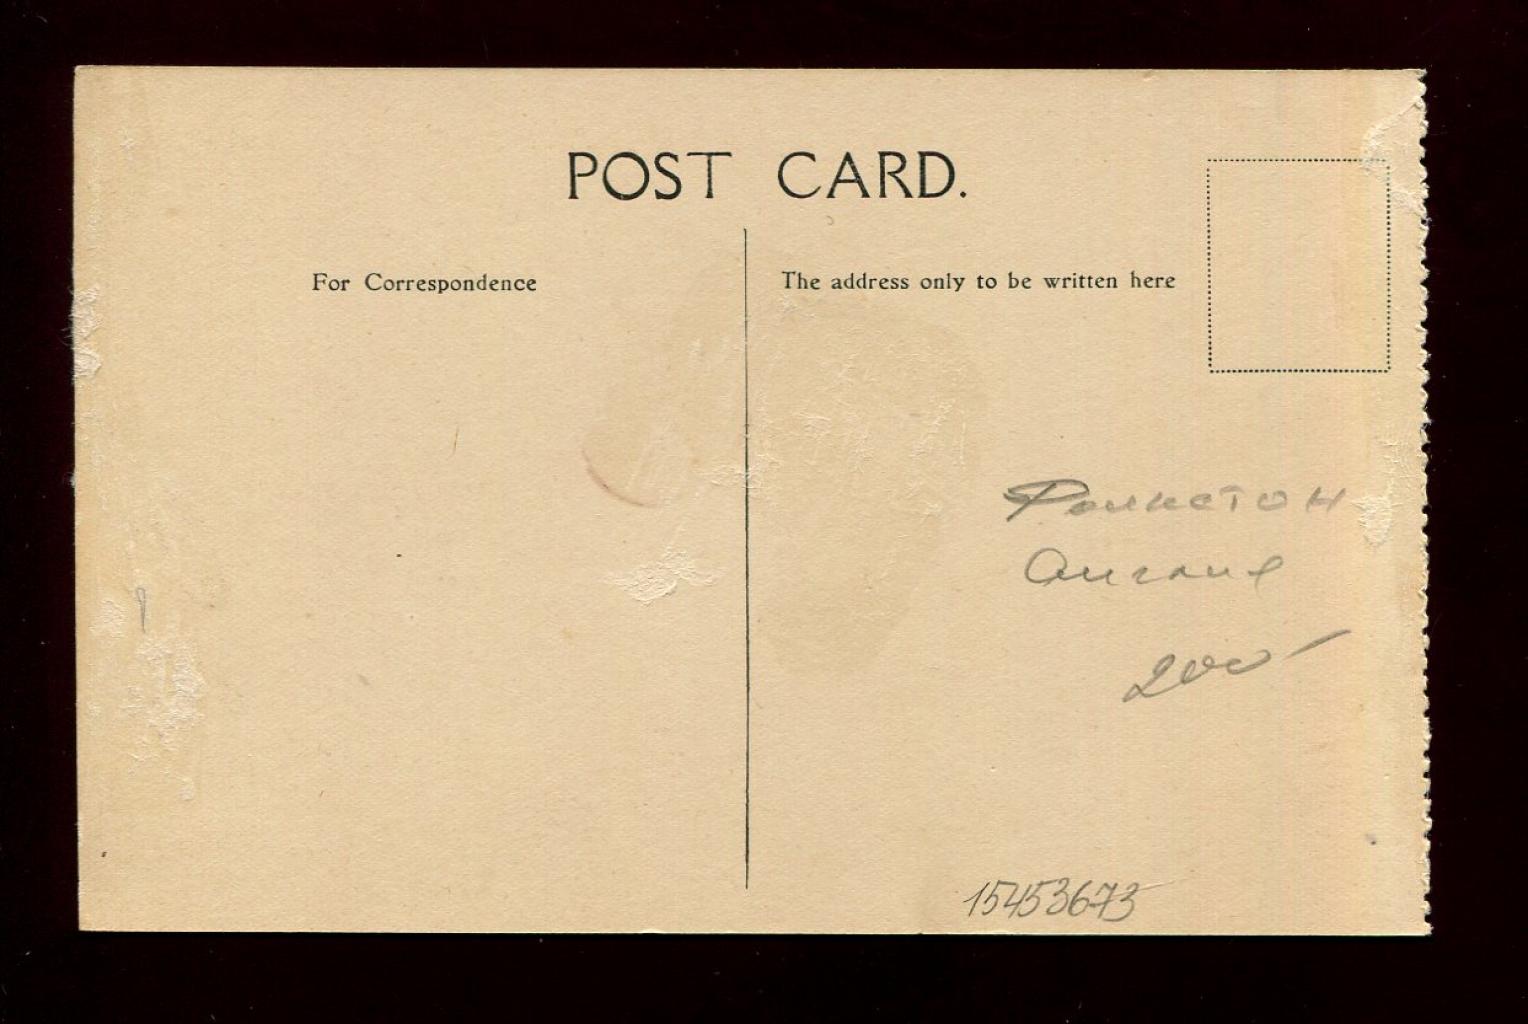 POST CARD.
For Correspondence
The address only to be written here
Фолкстон
Англия
200
15453673